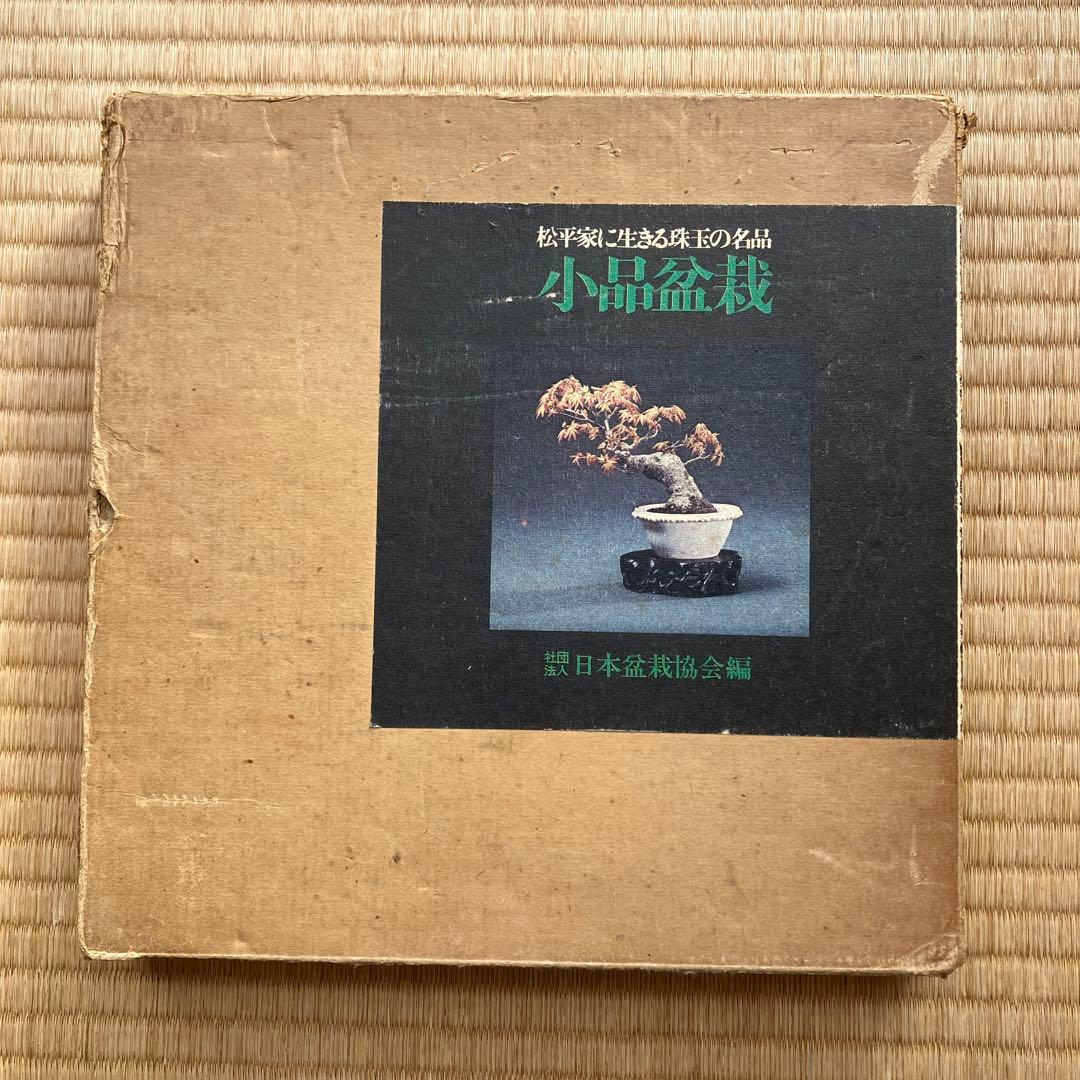 松平家に生きる珠玉の名品
小品盆栽
社団法人 日本盆栽協会編